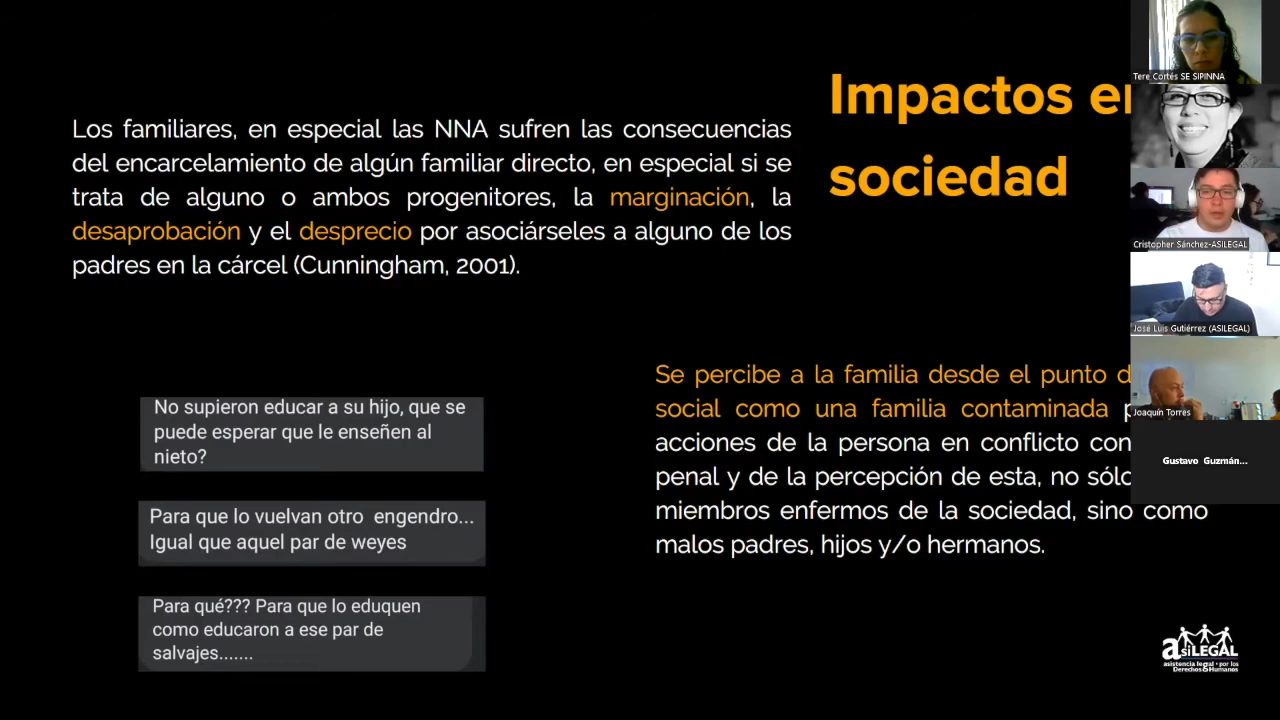 Impactos en
sociedad
Los familiares, en especial las NNA sufren las consecuencias
del encarcelamiento de algún familiar directo, en especial si se
trata de alguno o ambos progenitores, la marginación, la
desaprobación y el desprecio por asociárseles a alguno de los
padres en la cárcel (Cunningham, 2001).
No supieron educar a su hijo, que se
puede esperar que le enseñen al
nieto?
Para que lo vuelvan otro engendro...
Igual que aquel par de weyes
Para qué??? Para que lo eduquen
como educaron a ese par de
salvajes.......
Se percibe a la familia desde el punto
social como una familia contaminada
acciones de la persona en conflicto
penal y de la percepción de esta, no sólo
miembros enfermos de la sociedad, sino como
malos padres, hijos y/o hermanos.
Tere Cortés SE SIPINNA
Cristopher Sánchez-ASILEGAL
José Luis Gutiérrez (ASILEGAL)
Joaquín Torres
Gustavo Guzmán...
asiLEGAL
asistencia legal • por los
Derechos Humanos